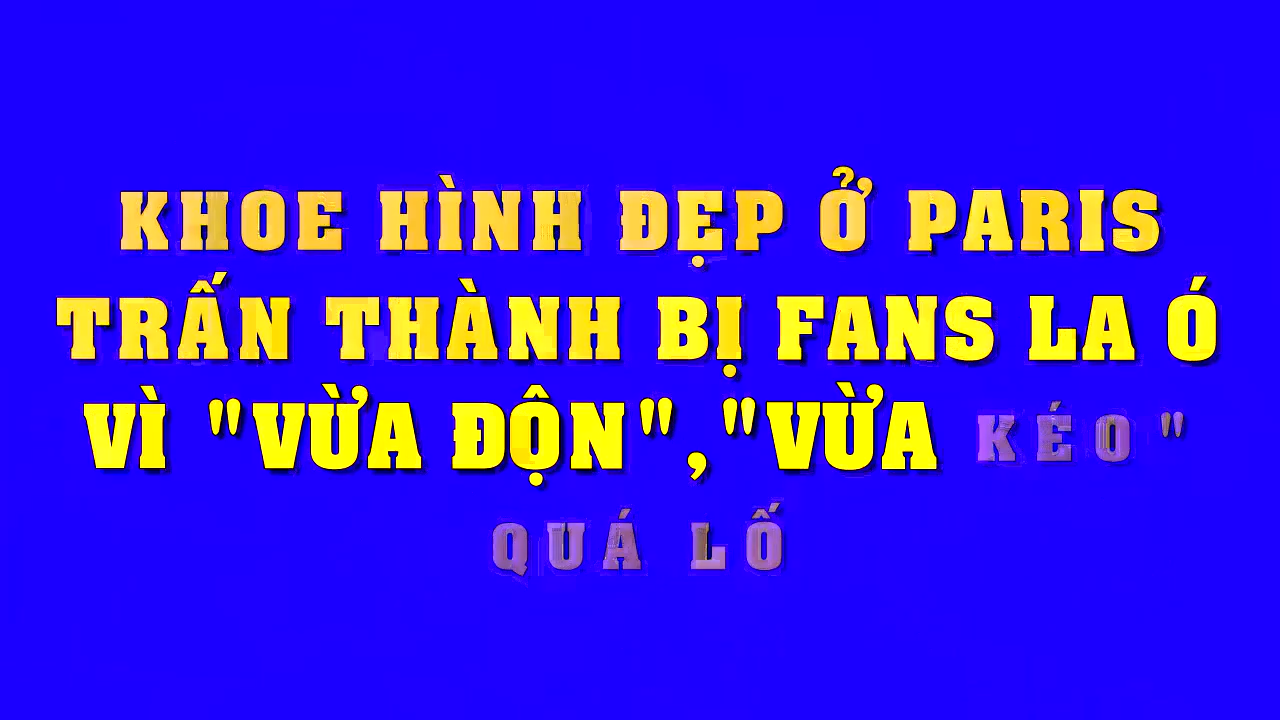 KHOE HÌNH ĐẸP Ở PARIS
TRẤN THÀNH BỊ FANS LA Ó
VÌ "VỪA ĐỘN","VỪA KÉO"
QUÁ LỐ